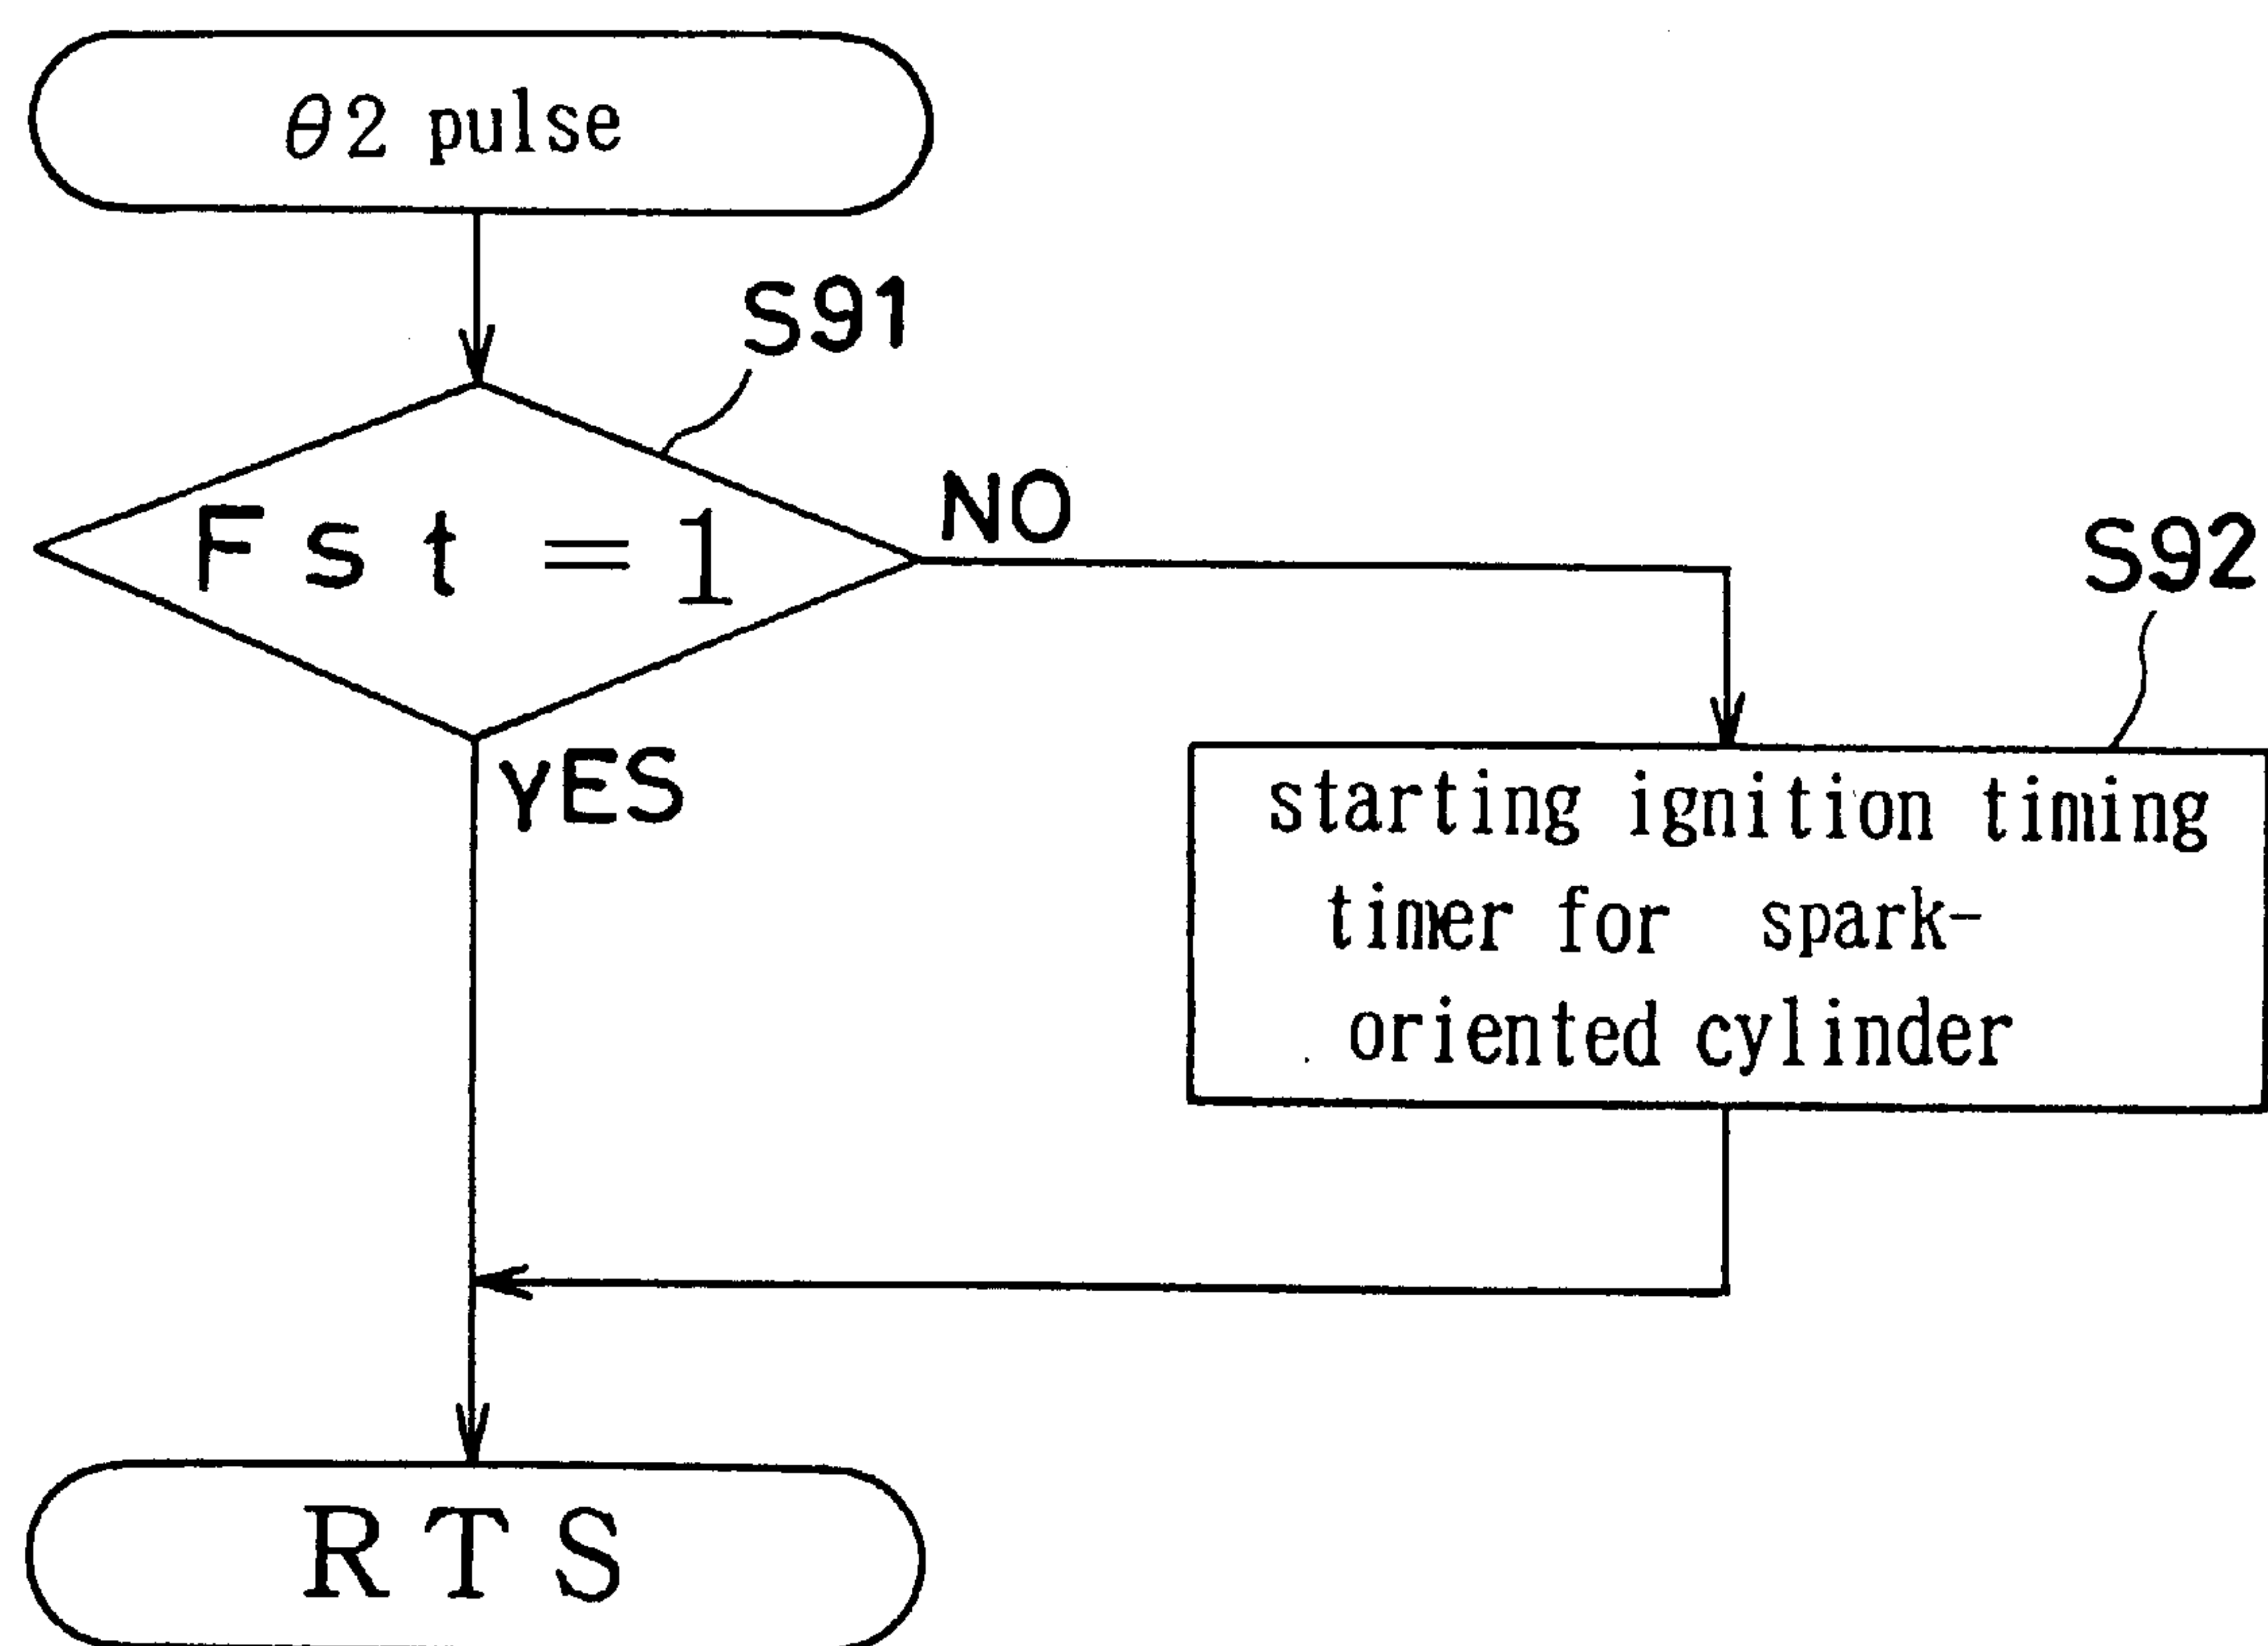 θ2 pulse
S91
Fst = 1
NO
S92
YES
starting ignition timing
timer for spark-
oriented cylinder
RTS